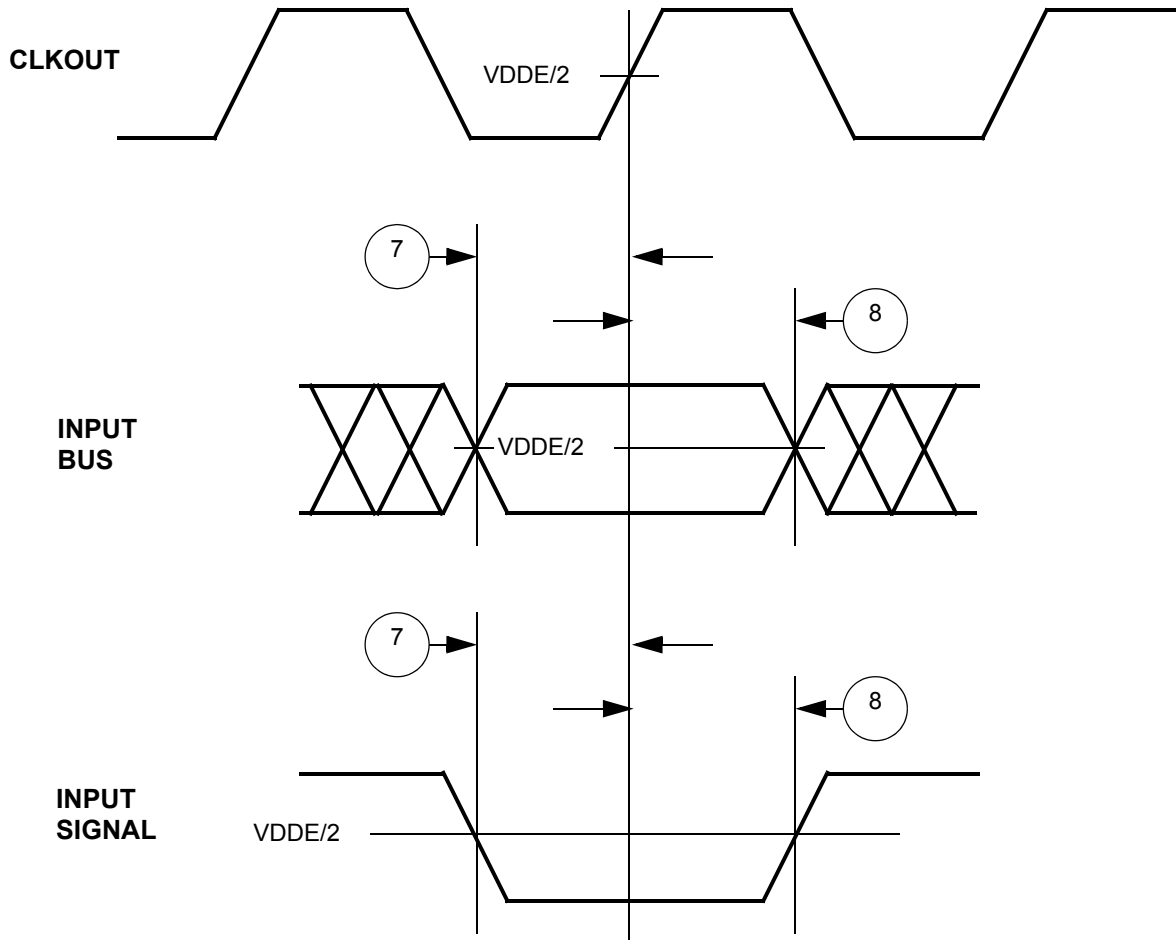 CLKOUT
VDDE/2
7
8
INPUT
BUS
VDDE/2
7
8
INPUT
SIGNAL
VDDE/2